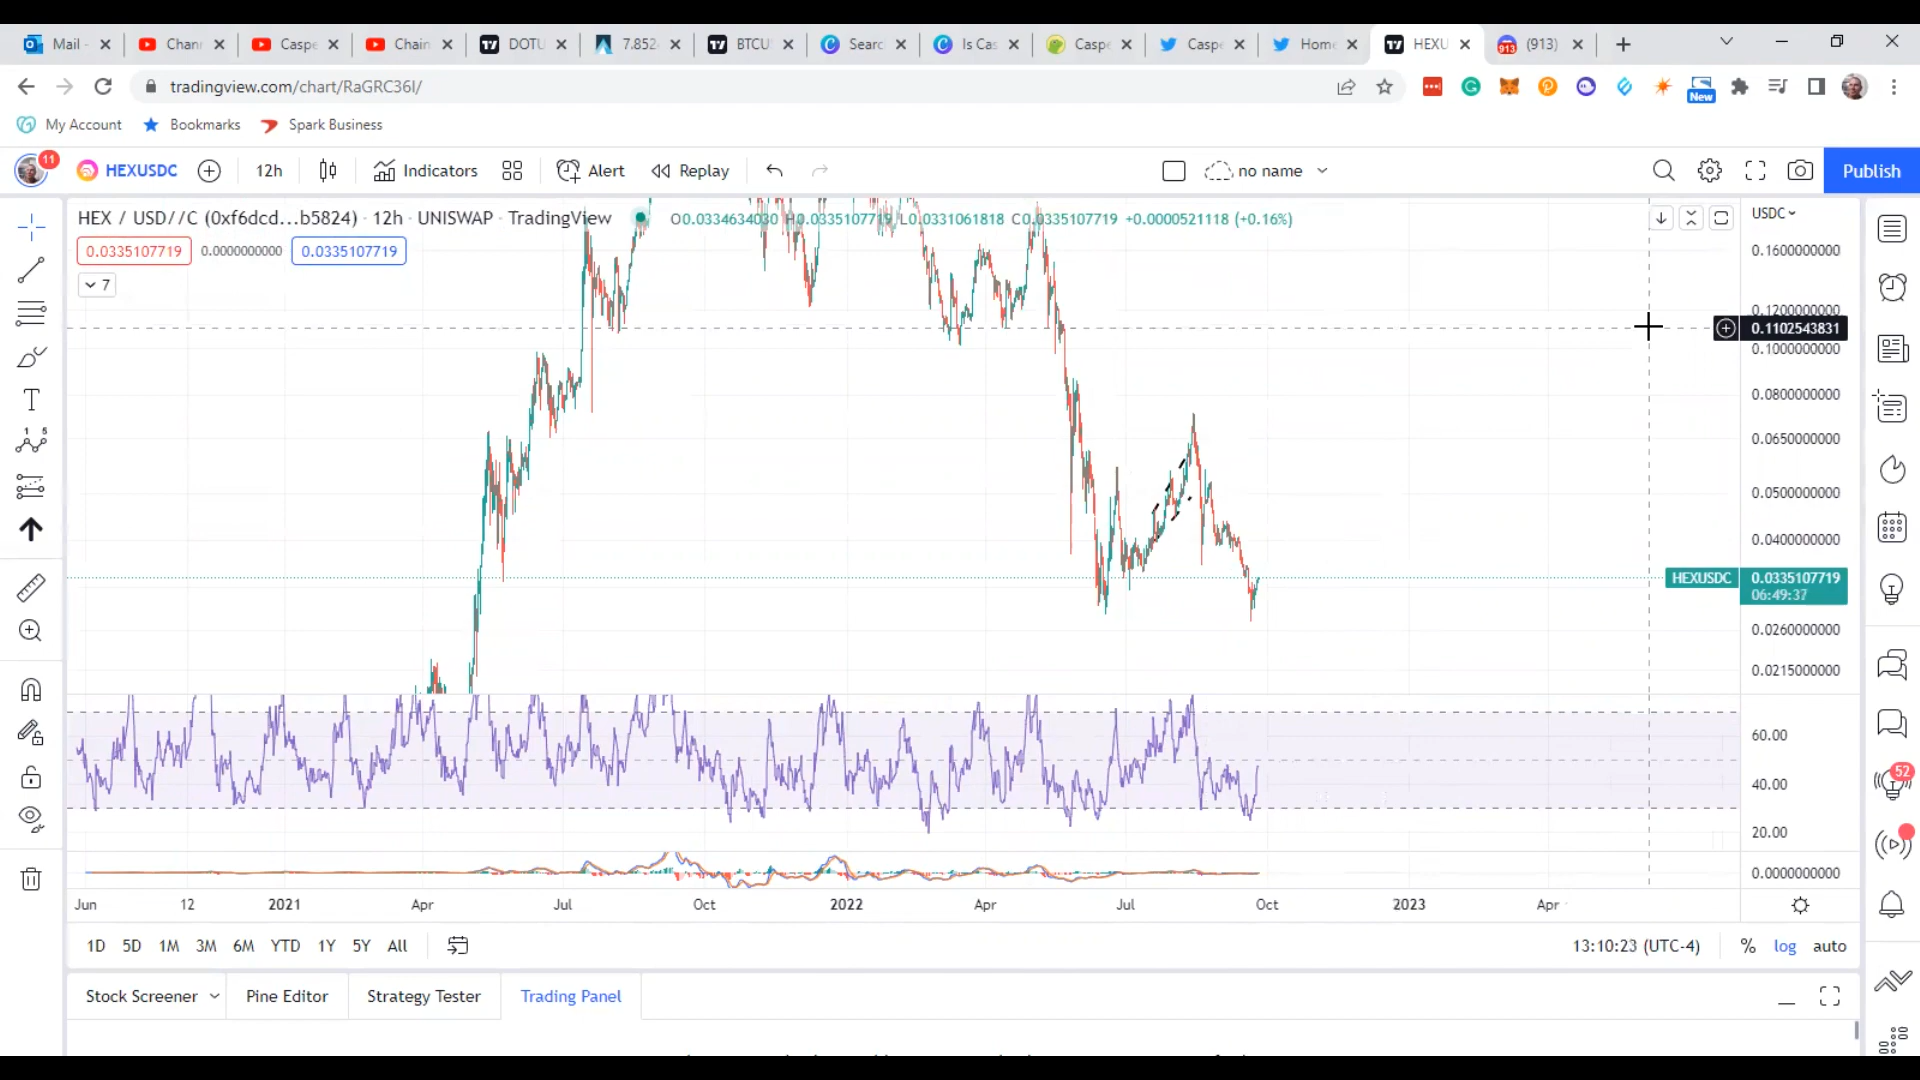 Mail -
Chan
Caspe
Chain
DOTU
7.852
BTCU
Searc
Is Cas
Caspe
Caspe
Home
HEXU
913
(913)
tradingview.com/chart/RaGRC36I/
New
My Account
Bookmarks
Spark Business
11
HEXUSDC
12h
Indicators
Alert
Replay
no name
Publish
HEX / USD//C (0xf6dcd...b5824) · 12h · UNISWAP · TradingView
O0.0334634030 H0.0335107719 L0.0331061818 C0.0335107719 +0.0000521118 (+0.16%)
USDC
0.0335107719
0.0000000000
0.0335107719
7
0.1600000000
0.1200000000
0.1102543831
0.1000000000
0.0800000000
0.0650000000
0.0500000000
0.0400000000
HEXUSDC
0.0335107719
06:49:37
0.0260000000
0.0215000000
60.00
40.00
20.00
0.0000000000
52
Jun
12
2021
Apr
Jul
Oct
2022
Apr
Jul
Oct
2023
Apr
1D
5D
1M
3M
6M
YTD
1Y
5Y
All
13:10:23 (UTC-4)
%
log
auto
Stock Screener
Pine Editor
Strategy Tester
Trading Panel